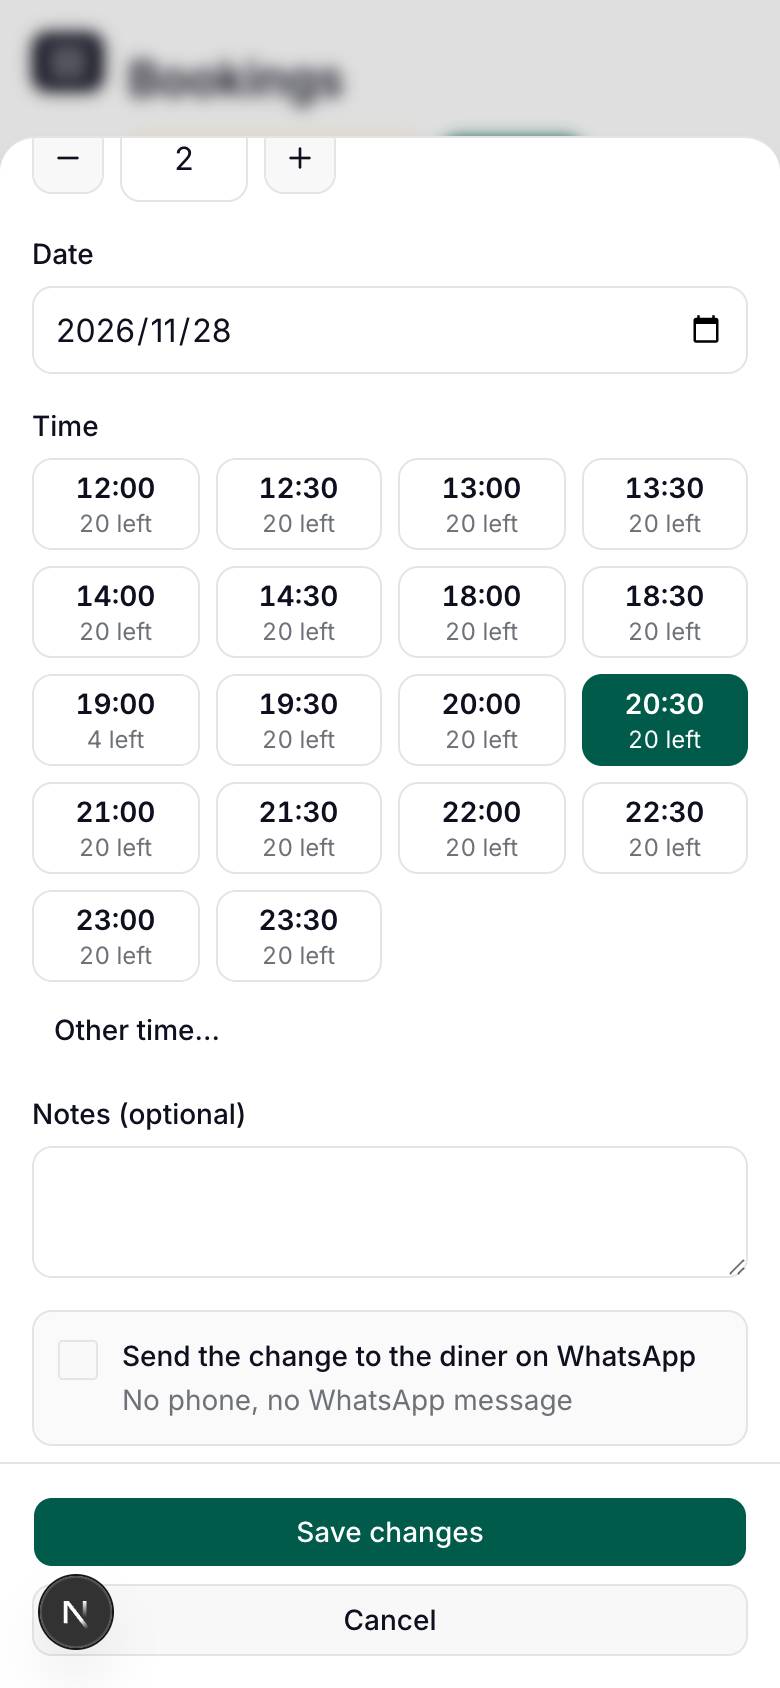 Bookings
2
Date
2026/11/28
Time
12:00 12:30 13:00 13:30
20 left 20 left 20 left 20 left
14:00 14:30 18:00 18:30
20 left 20 left 20 left 20 left
19:00 19:30 20:00 20:30
4 left 20 left 20 left 20 left
21:00 21:30 22:00 22:30
20 left 20 left 20 left 20 left
23:00 23:30
20 left 20 left
Other time...
Notes (optional)
Send the change to the diner on WhatsApp
No phone, no WhatsApp message
Save changes
N
Cancel